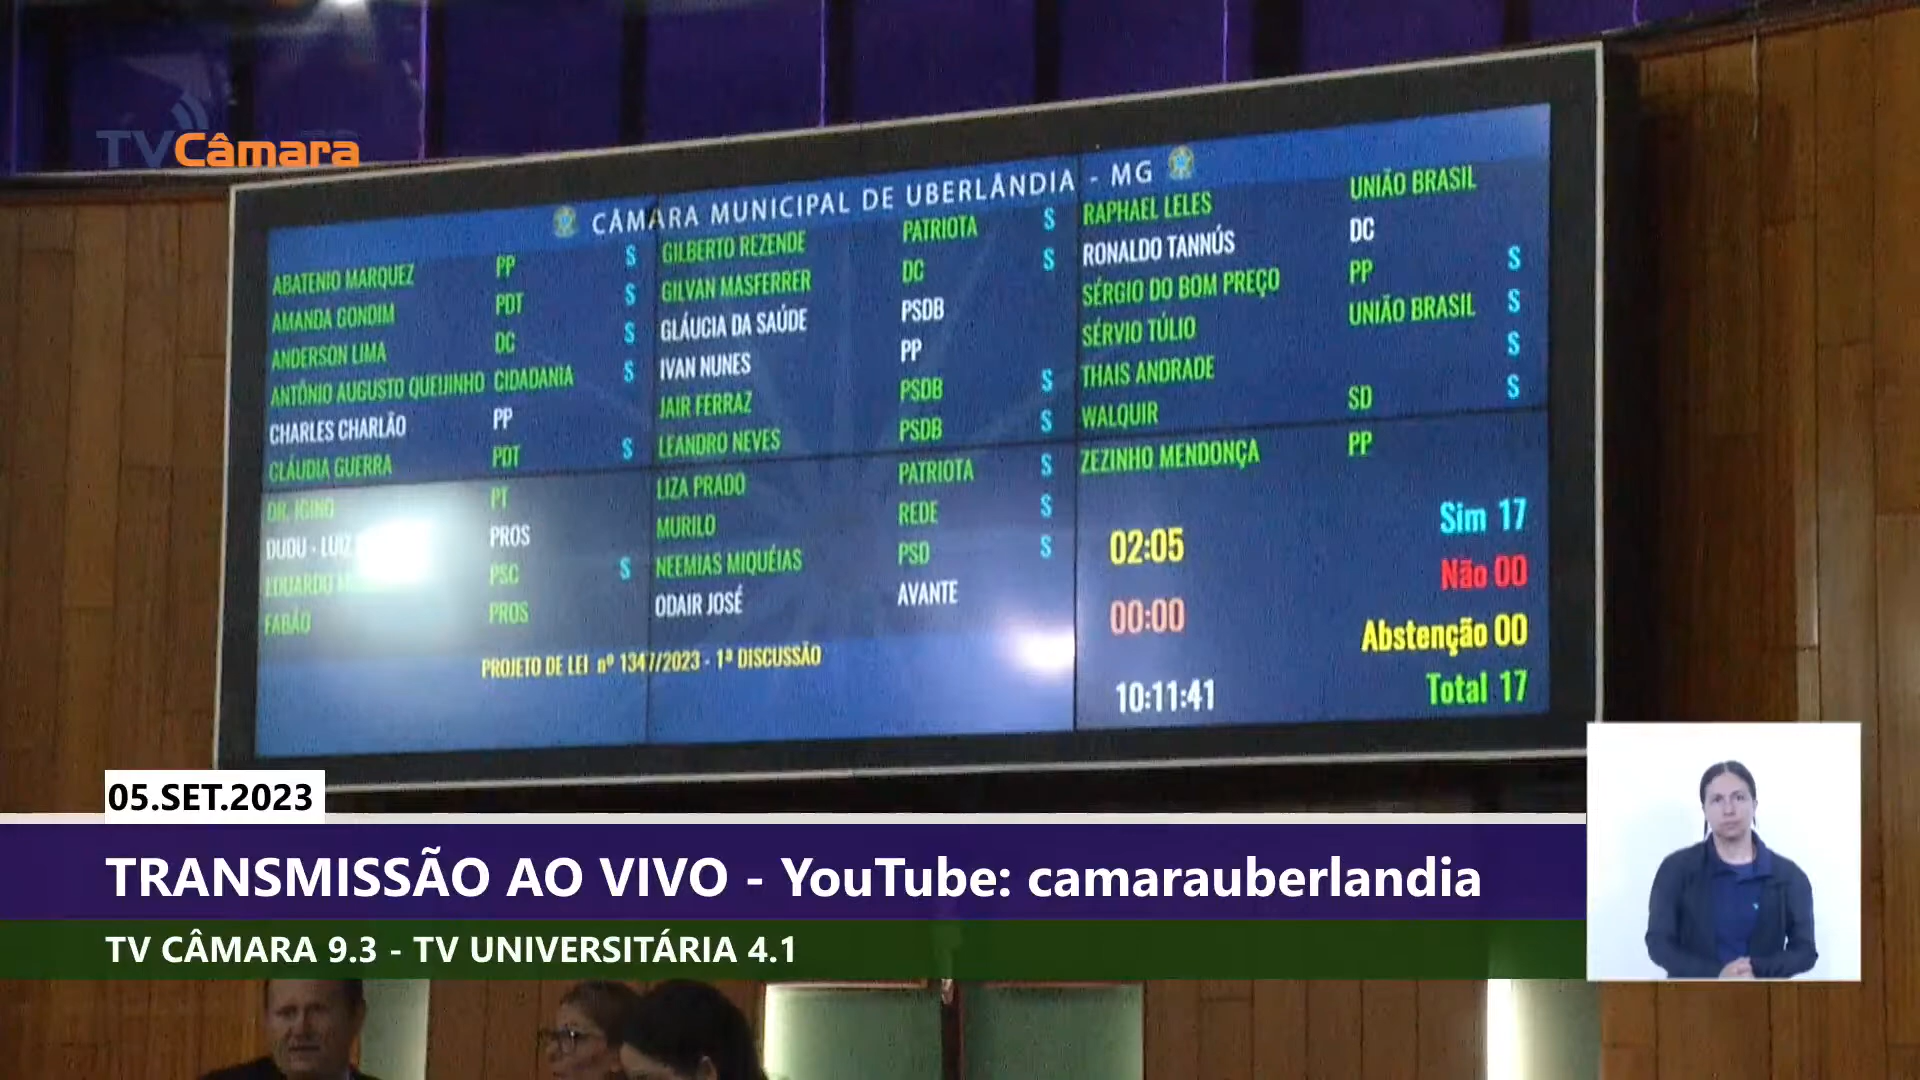 TVCâmara
CÂMARA MUNICIPAL DE UBERLÂNDIA - MG
ABATENIO MARQUEZ PP S
AMANDA GONDIM PDT S
ANDERSON LIMA DC S
ANTÔNIO AUGUSTO QUEIJINHO CIDADANIA S
CHARLES CHARLÃO PP
CLÁUDIA GUERRA PDT S
DR. IGINO PT
DUDU - LUIZ PROS
EDUARDO PSC S
FABÃO PROS
GILBERTO REZENDE PATRIOTA S
GILVAN MASFERRER DC S
GLÁUCIA DA SAÚDE PSDB
IVAN NUNES PP
JAIR FERRAZ PSDB S
LEANDRO NEVES PSDB S
LIZA PRADO PATRIOTA S
MURILO REDE S
NEEMIAS MIQUÉIAS PSD S
ODAIR JOSÉ AVANTE
RAPHAEL LELES UNIÃO BRASIL
RONALDO TANNÚS DC
SÉRGIO DO BOM PREÇO PP S
SÉRVIO TÚLIO UNIÃO BRASIL S
THAIS ANDRADE S
WALQUIR SD S
ZEZINHO MENDONÇA PP
PROJETO DE LEI nº 1347/2023 - 1ª DISCUSSÃO
02:05
00:00
10:11:41
Sim 17
Não 00
Abstenção 00
Total 17
05.SET.2023
TRANSMISSÃO AO VIVO - YouTube: camarauberlandia
TV CÂMARA 9.3 - TV UNIVERSITÁRIA 4.1